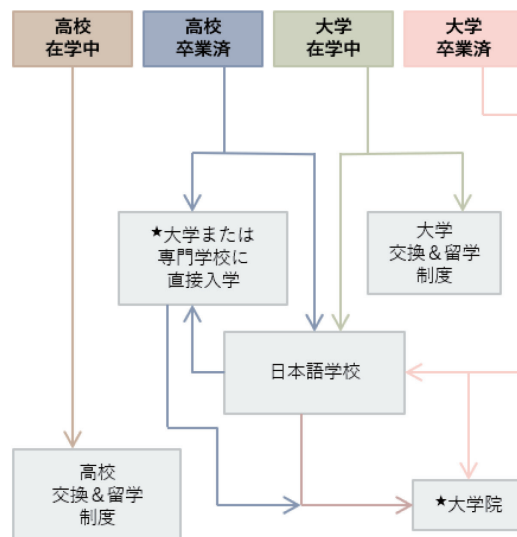 高校
在学中
高校
卒業済
大学
在学中
大学
卒業済
★大学または
専門学校に
直接入学
大学
交換&留学
制度
日本語学校
高校
交換&留学
制度
★大学院